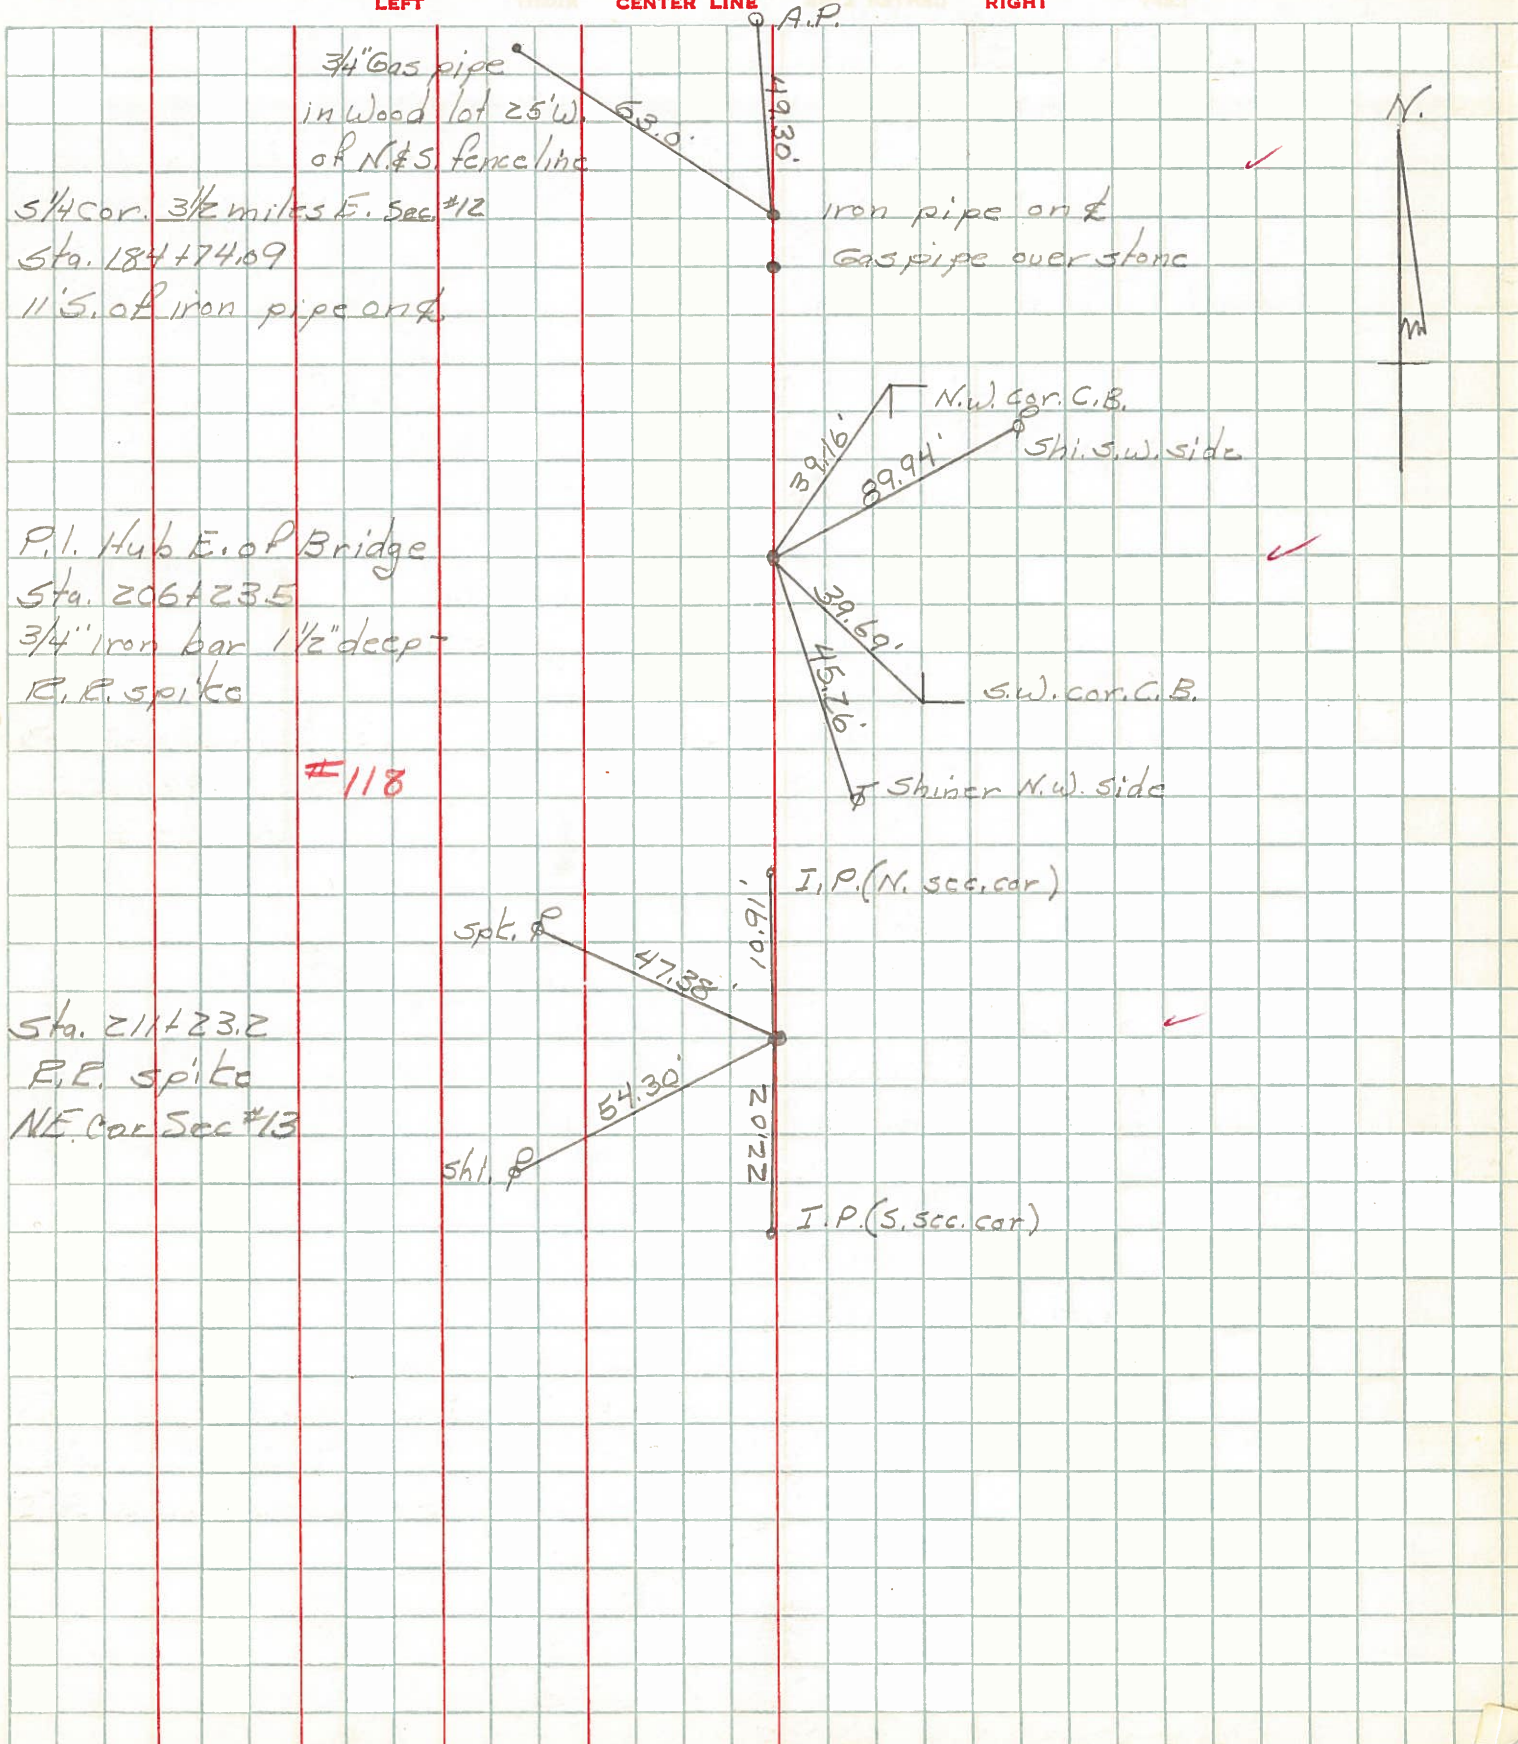 LEFT CENTER LINE RIGHT
A.P.
3/4" Gas pipe
in Wood lot 25' W.
of N.&S. fence line
53.0'
49.30'
N.
S 1/4 Cor. 3 1/2 miles E. Sec. #12
Iron pipe on ℄
Sta. 184+74.09
Gas pipe over stone
11' S. of iron pipe on ℄
N.W. cor. C.B.
39.16'
Shi. S.W. side
89.94'
P.I. Hub E. of Bridge
Sta. 206+23.5
39.69'
3/4" iron bar 1 1/2" deep-
45.76'
R.R. spike
S.W. cor. C.B.
#118
Shiner N.W. side
I.P. (N. sec. cor)
10.91'
spk.
47.38'
Sta. 211+23.2
R.R. spike
54.30'
NE. Cor Sec #13
20.22
shi.
I.P. (S. sec. cor)